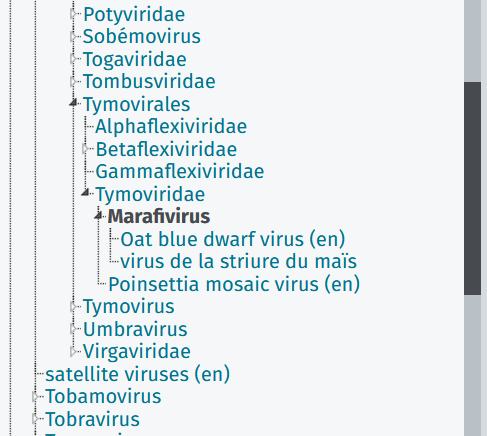 Potyviridae
Sobémovirus
Togaviridae
Tombusviridae
Tymovirales
Alphaflexiviridae
Betaflexiviridae
Gammaflexiviridae
Tymoviridae
Marafivirus
Oat blue dwarf virus (en)
virus de la striure du maïs
Poinsettia mosaic virus (en)
Tymovirus
Umbravirus
Virgaviridae
satellite viruses (en)
Tobamovirus
Tobravirus